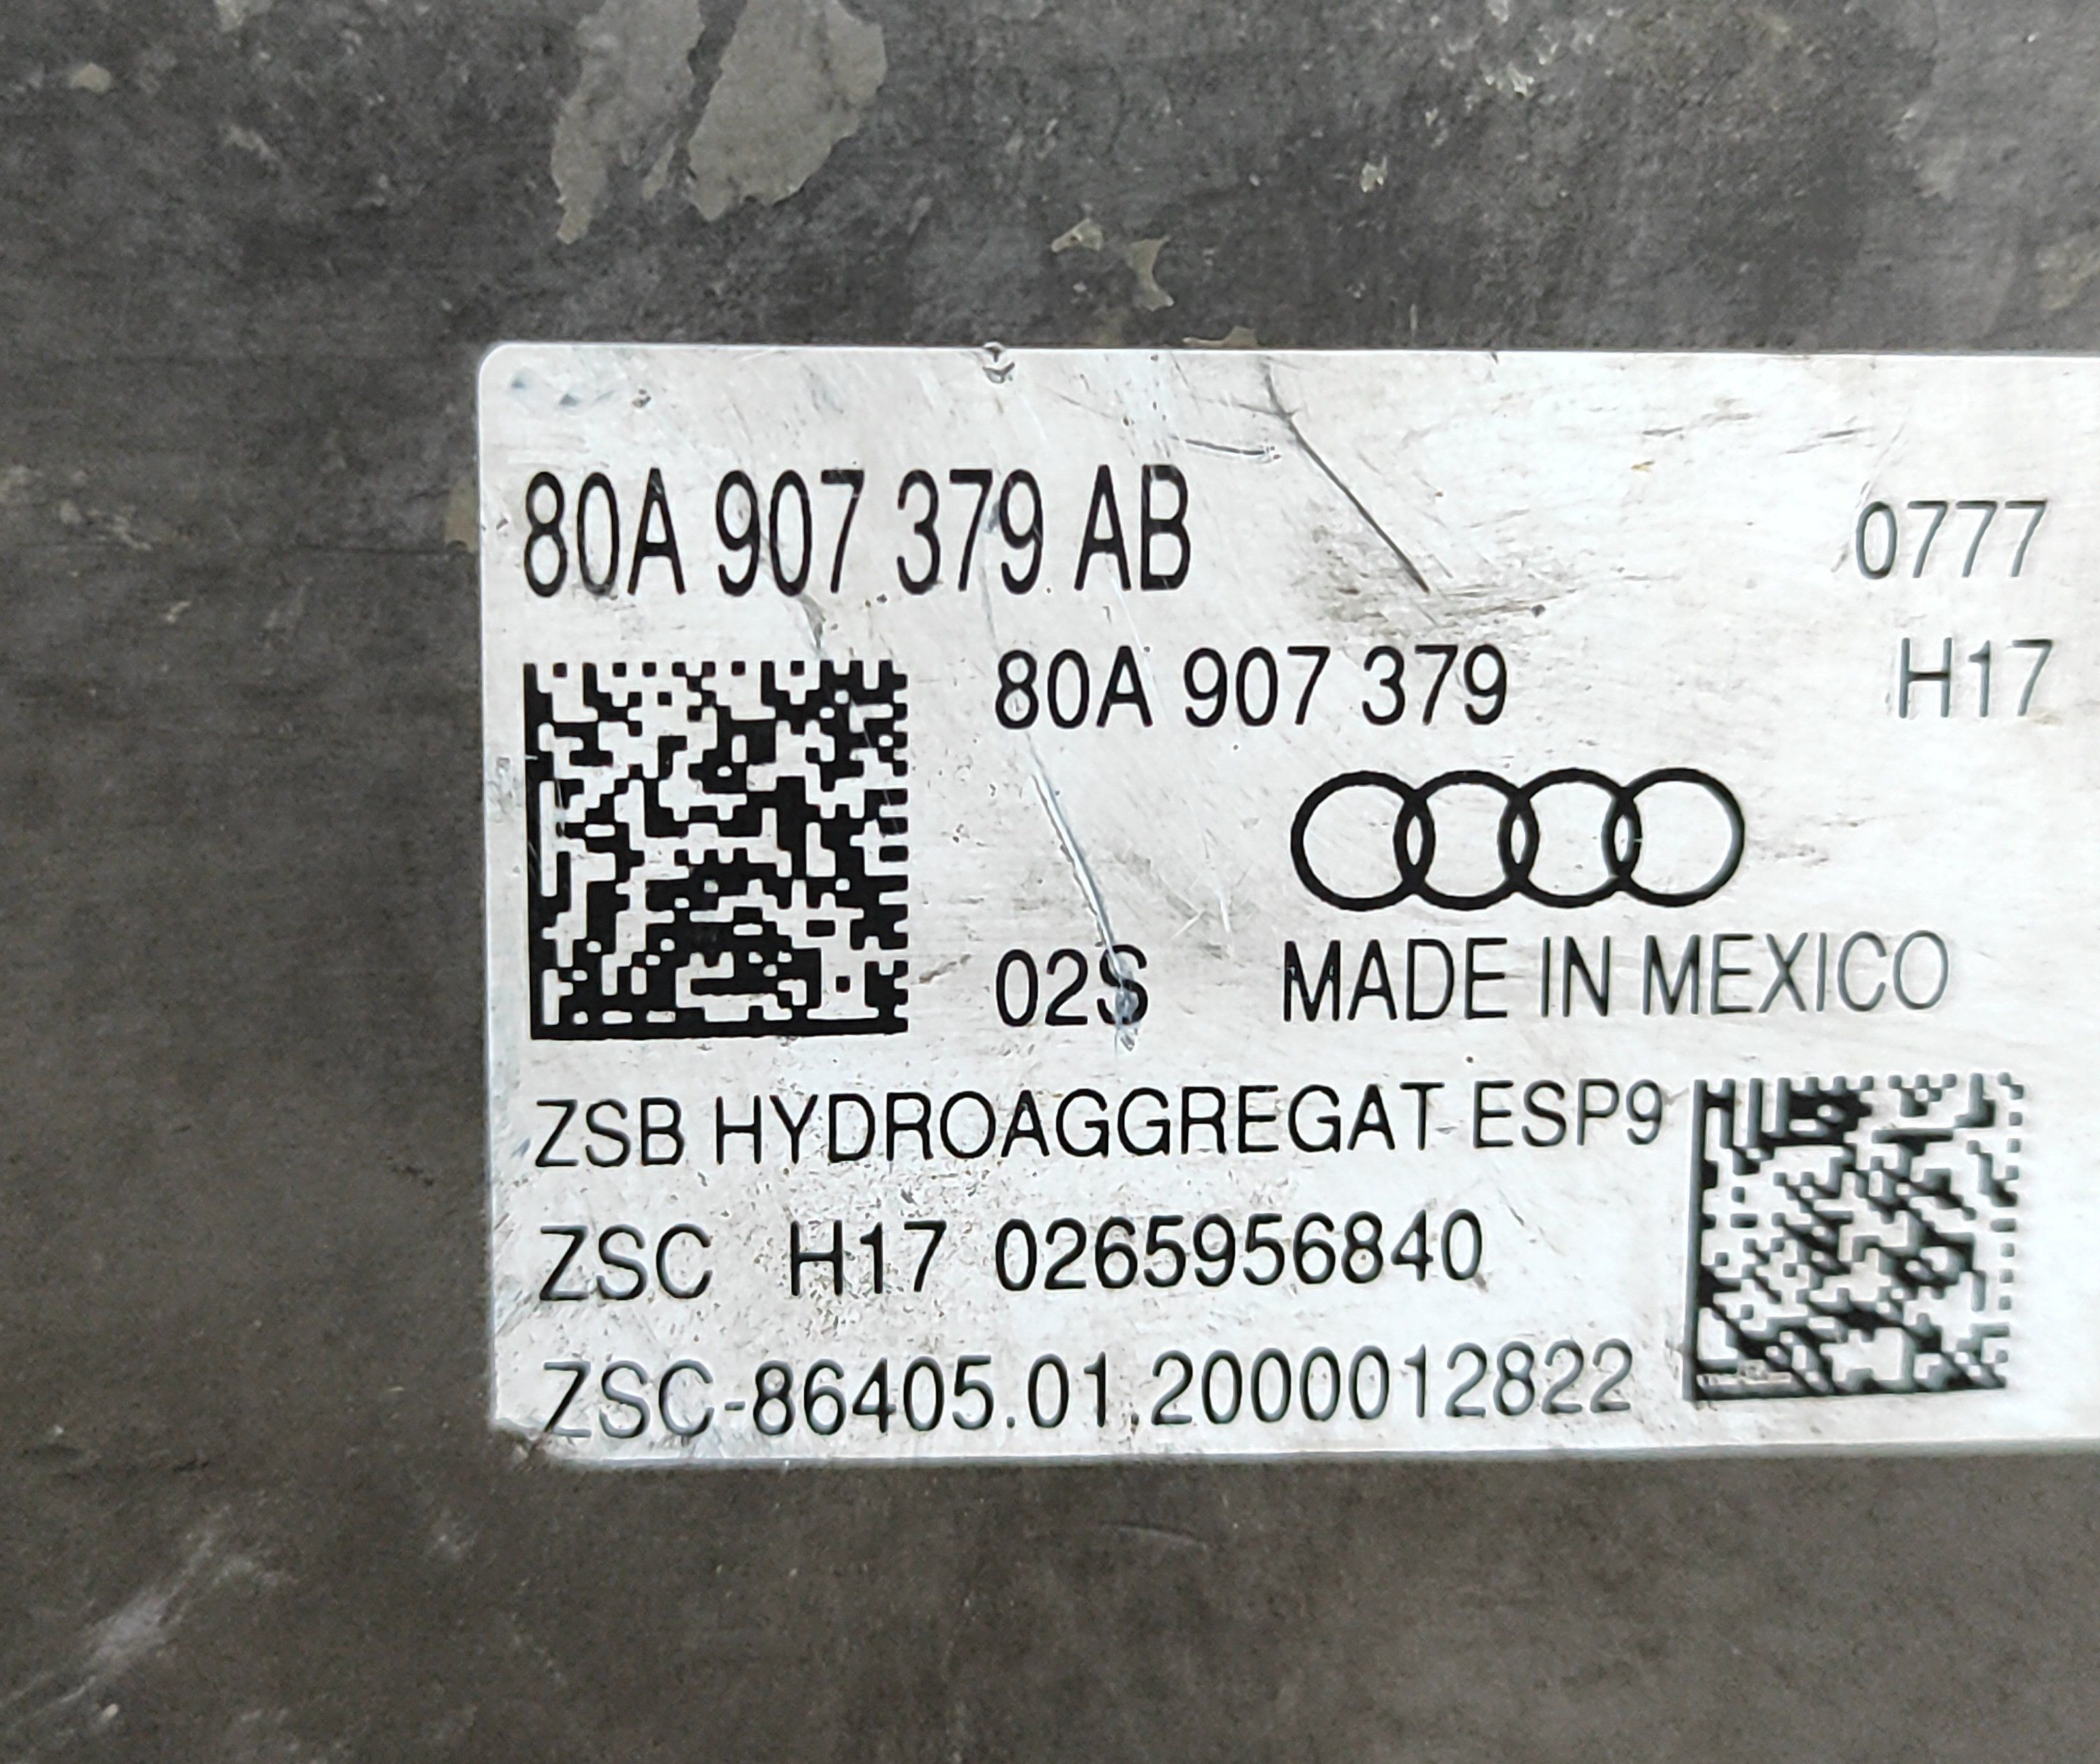 80A 907 379 AB
0777
80A 907 379
H17
02S
MADE IN MEXICO
ZSB HYDROAGGREGAT ESP9
ZSC H17 0265956840
ZSC-86405.01.2000012822